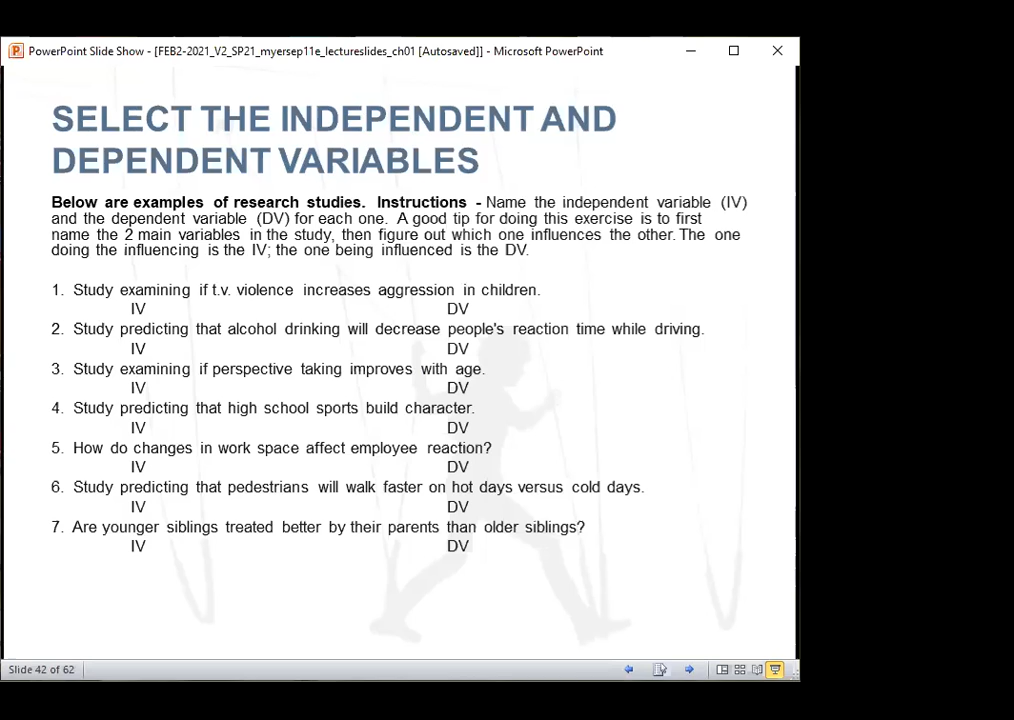 PowerPoint Slide Show - [FEB2-2021_V2_SP21_myersep11e_lectureslides_ch01 [Autosaved]] - Microsoft PowerPoint
SELECT THE INDEPENDENT AND
DEPENDENT VARIABLES
Below are examples of research studies. Instructions - Name the independent variable (IV)
and the dependent variable (DV) for each one. A good tip for doing this exercise is to first
name the 2 main variables in the study, then figure out which one influences the other. The one
doing the influencing is the IV; the one being influenced is the DV.
1. Study examining if t.v. violence increases aggression in children.
IV DV
2. Study predicting that alcohol drinking will decrease people's reaction time while driving.
IV DV
3. Study examining if perspective taking improves with age.
IV DV
4. Study predicting that high school sports build character.
IV DV
5. How do changes in work space affect employee reaction?
IV DV
6. Study predicting that pedestrians will walk faster on hot days versus cold days.
IV DV
7. Are younger siblings treated better by their parents than older siblings?
IV DV
Slide 42 of 62